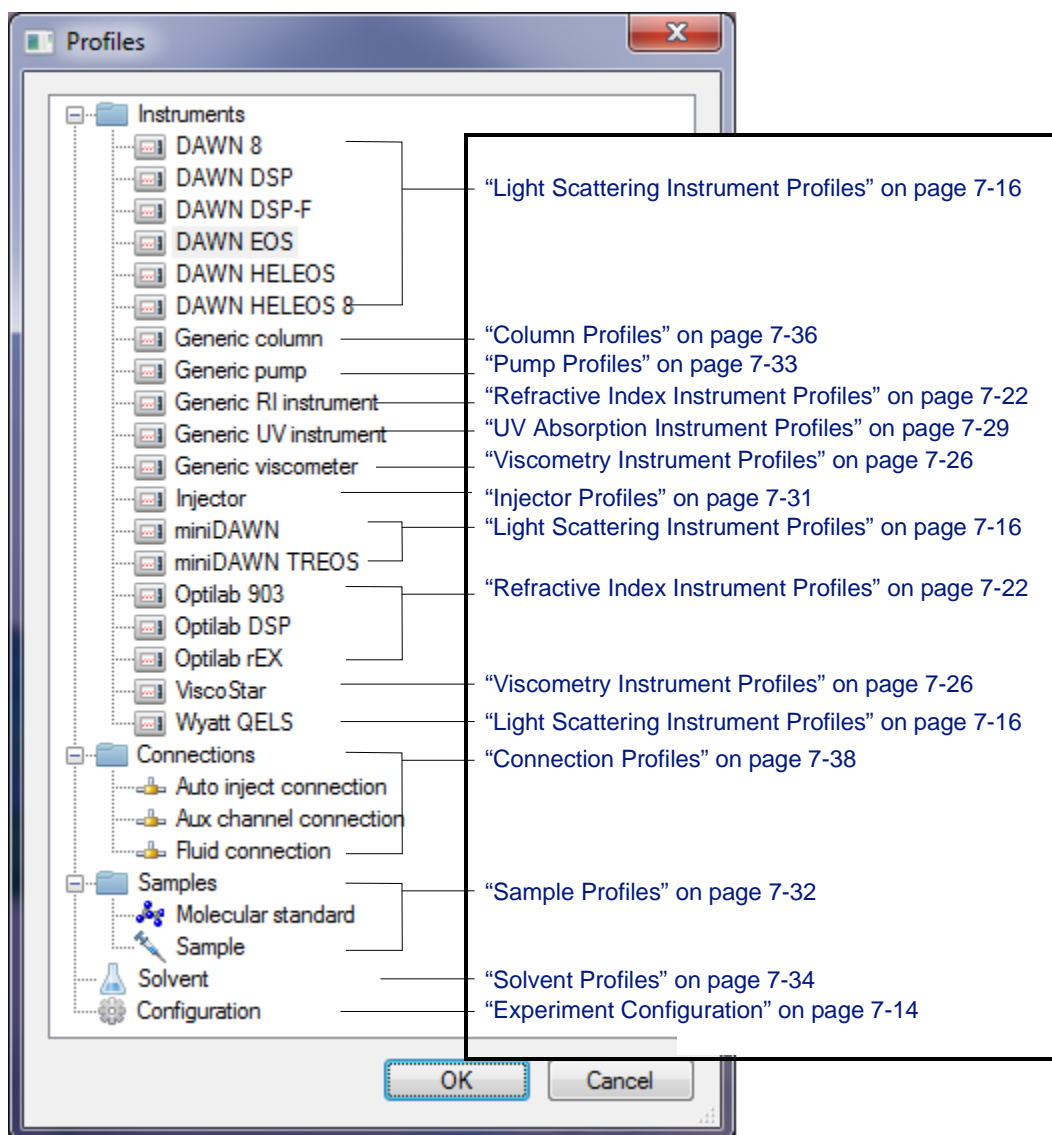 Profiles
Instruments
DAWN 8
DAWN DSP
“Light Scattering Instrument Profiles” on page 7-16
DAWN DSP-F
DAWN EOS
DAWN HELEOS
DAWN HELEOS 8
Generic column “Column Profiles” on page 7-36
Generic pump “Pump Profiles” on page 7-33
Generic RI instrument “Refractive Index Instrument Profiles” on page 7-22
Generic UV instrument “UV Absorption Instrument Profiles” on page 7-29
Generic viscometer “Viscometry Instrument Profiles” on page 7-26
Injector “Injector Profiles” on page 7-31
miniDAWN “Light Scattering Instrument Profiles” on page 7-16
miniDAWN TREOS
Optilab 903 “Refractive Index Instrument Profiles” on page 7-22
Optilab DSP
Optilab rEX
ViscoStar “Viscometry Instrument Profiles” on page 7-26
Wyatt QELS “Light Scattering Instrument Profiles” on page 7-16
Connections “Connection Profiles” on page 7-38
Auto inject connection
Aux channel connection
Fluid connection
Samples “Sample Profiles” on page 7-32
Molecular standard
Sample
Solvent “Solvent Profiles” on page 7-34
Configuration “Experiment Configuration” on page 7-14
OK Cancel